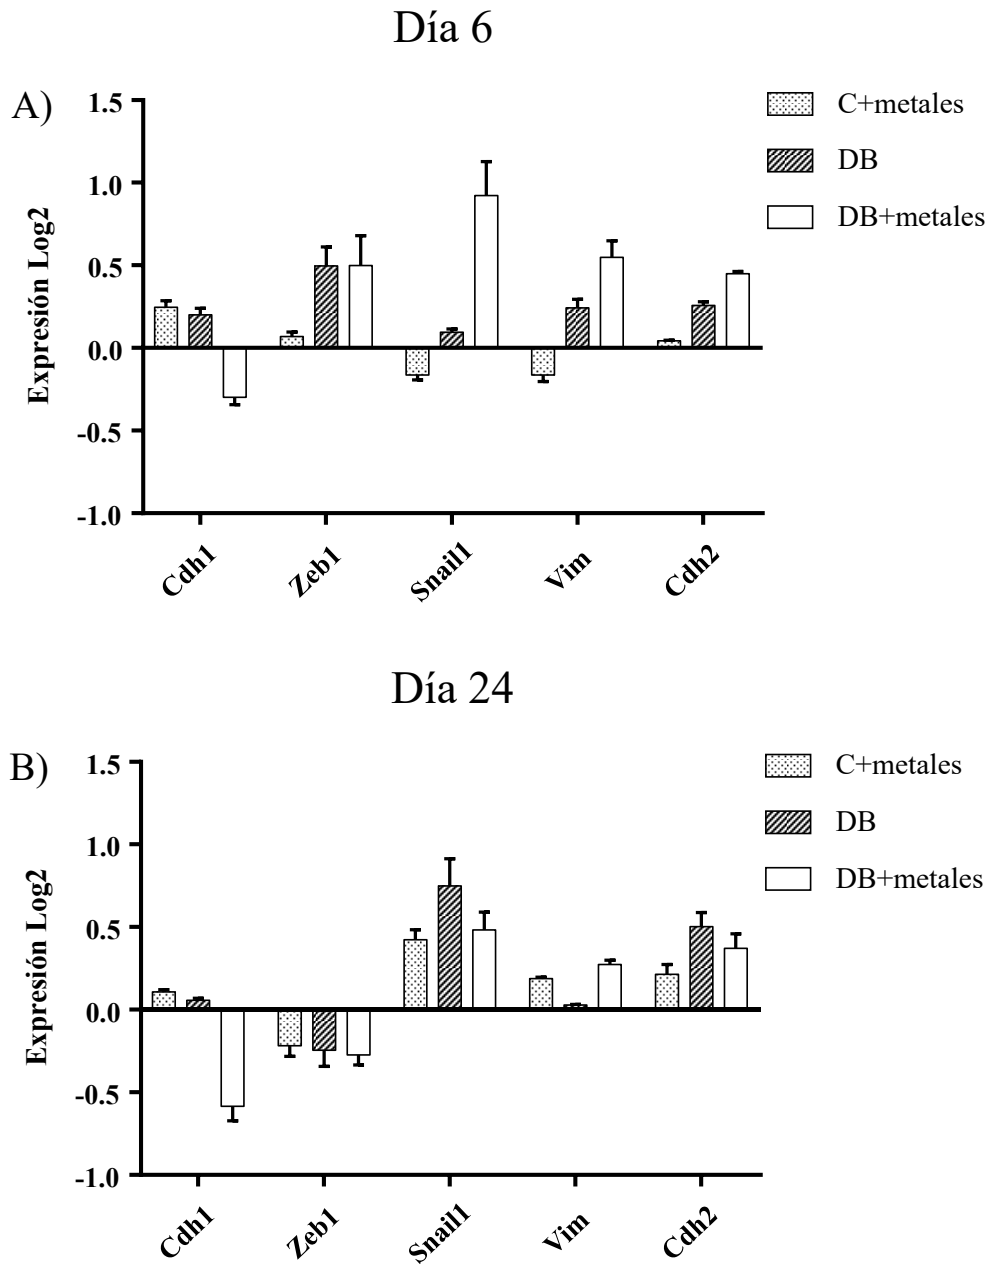 Día 6
A)
1.5
1.0
0.5
0.0
-0.5
-1.0
Expresión Log2
Cdh1
Zeb1
Snail1
Vim
Cdh2
C+metales
DB
DB+metales
Día 24
B)
1.5
1.0
0.5
0.0
-0.5
-1.0
Expresión Log2
Cdh1
Zeb1
Snail1
Vim
Cdh2
C+metales
DB
DB+metales